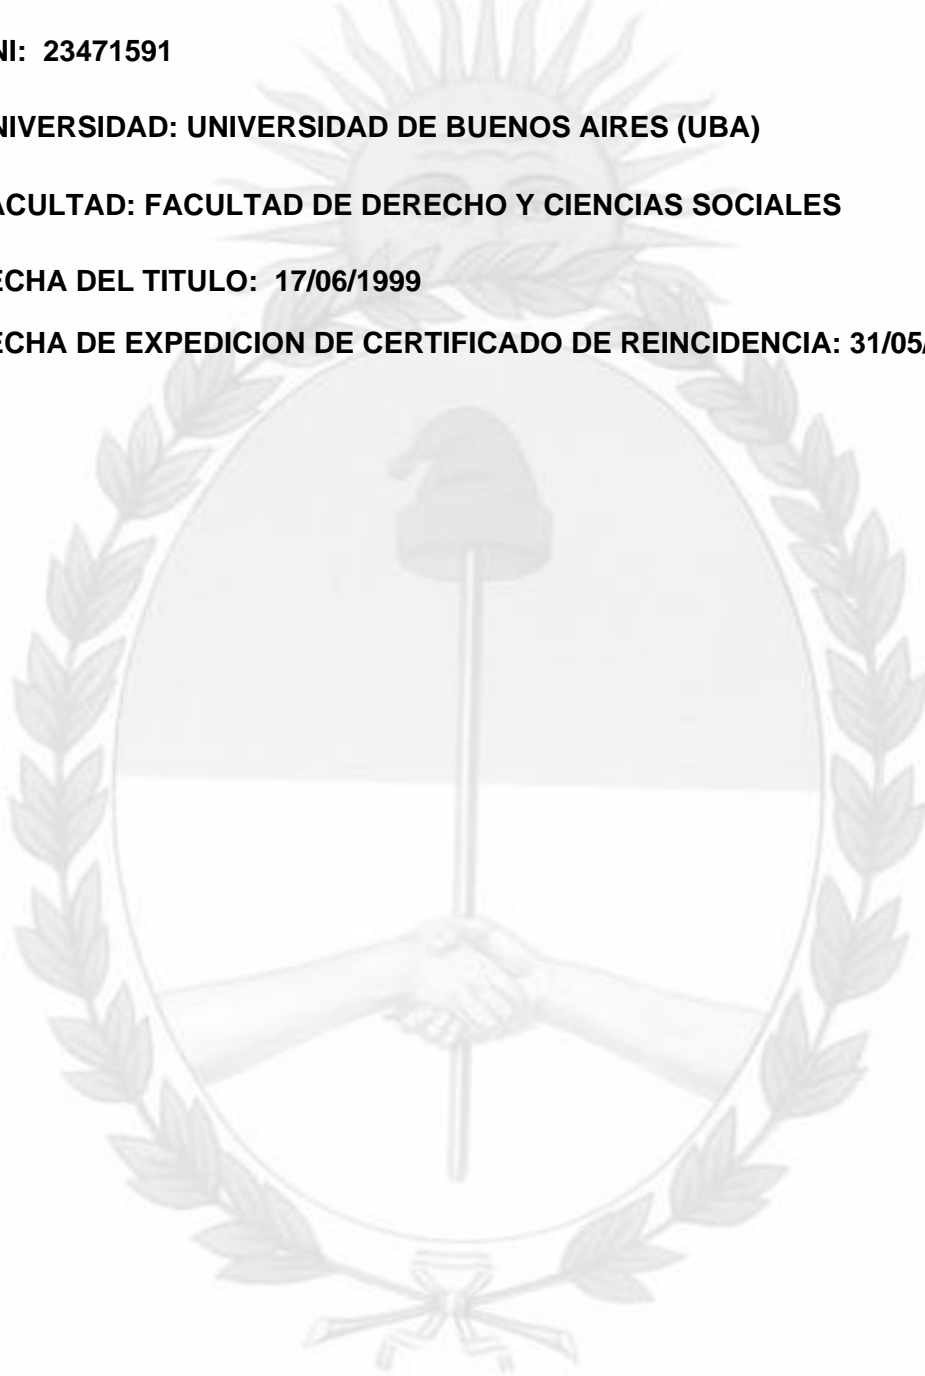 NI: 23471591
NIVERSIDAD: UNIVERSIDAD DE BUENOS AIRES (UBA)
ACULTAD: FACULTAD DE DERECHO Y CIENCIAS SOCIALES
ECHA DEL TITULO: 17/06/1999
ECHA DE EXPEDICION DE CERTIFICADO DE REINCIDENCIA: 31/05/